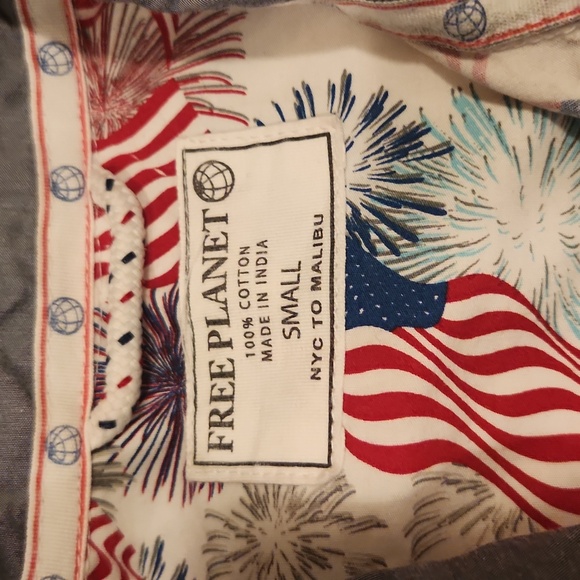 FREE PLANET
100% COTTON
MADE IN INDIA
SMALL
NYC TO MALIBU